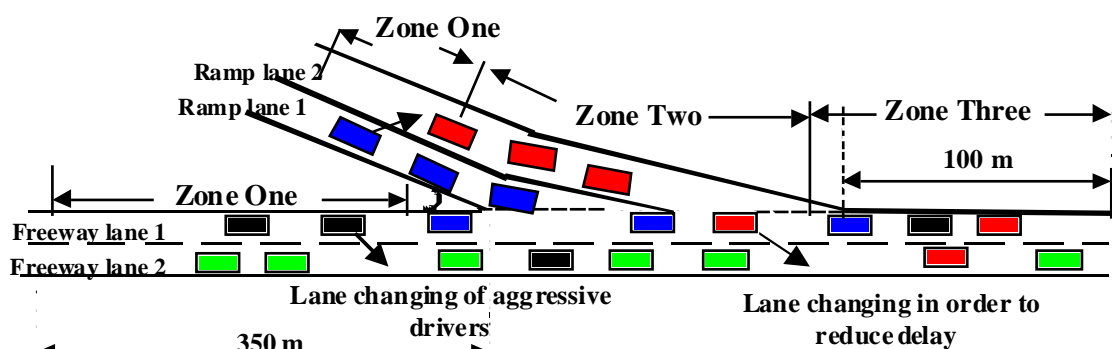 Zone One
Ramp lane 2
Ramp lane 1
Zone Two
Zone Three
100 m
Zone One
Freeway lane 1
Freeway lane 2
Lane changing of aggressive
drivers
Lane changing in order to
reduce delay
350 m